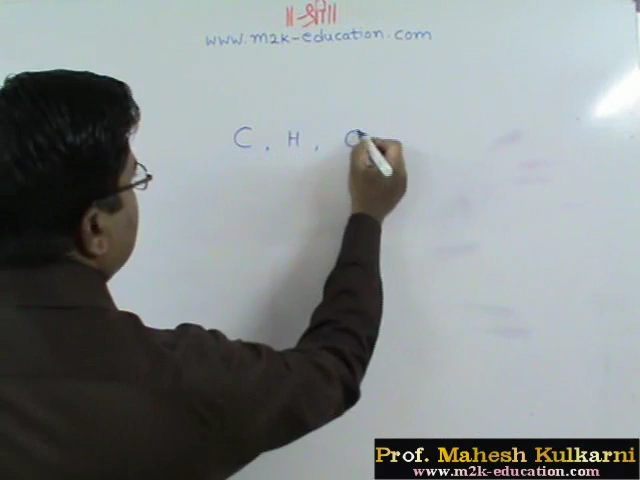 ॥ श्री ॥
www.m2k-education.com
C, H, O
Prof. Mahesh Kulkarni
www.m2k-education.com